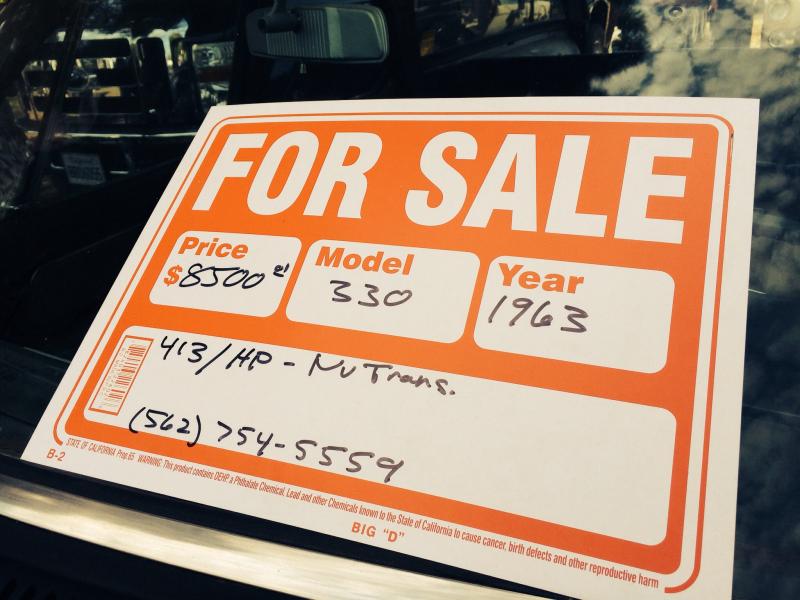 FOR SALE
Price
$8500
Model
330
Year
1963
413/HP - Nu Trans.
(562) 754-5559
STATE OF CALIFORNIA Prop 65 WARNING: This product contains DEHP, a Phthalate Chemical, Lead and other Chemicals known to the State of California to cause cancer, birth defects and other reproductive harm
B-2
BIG "D"